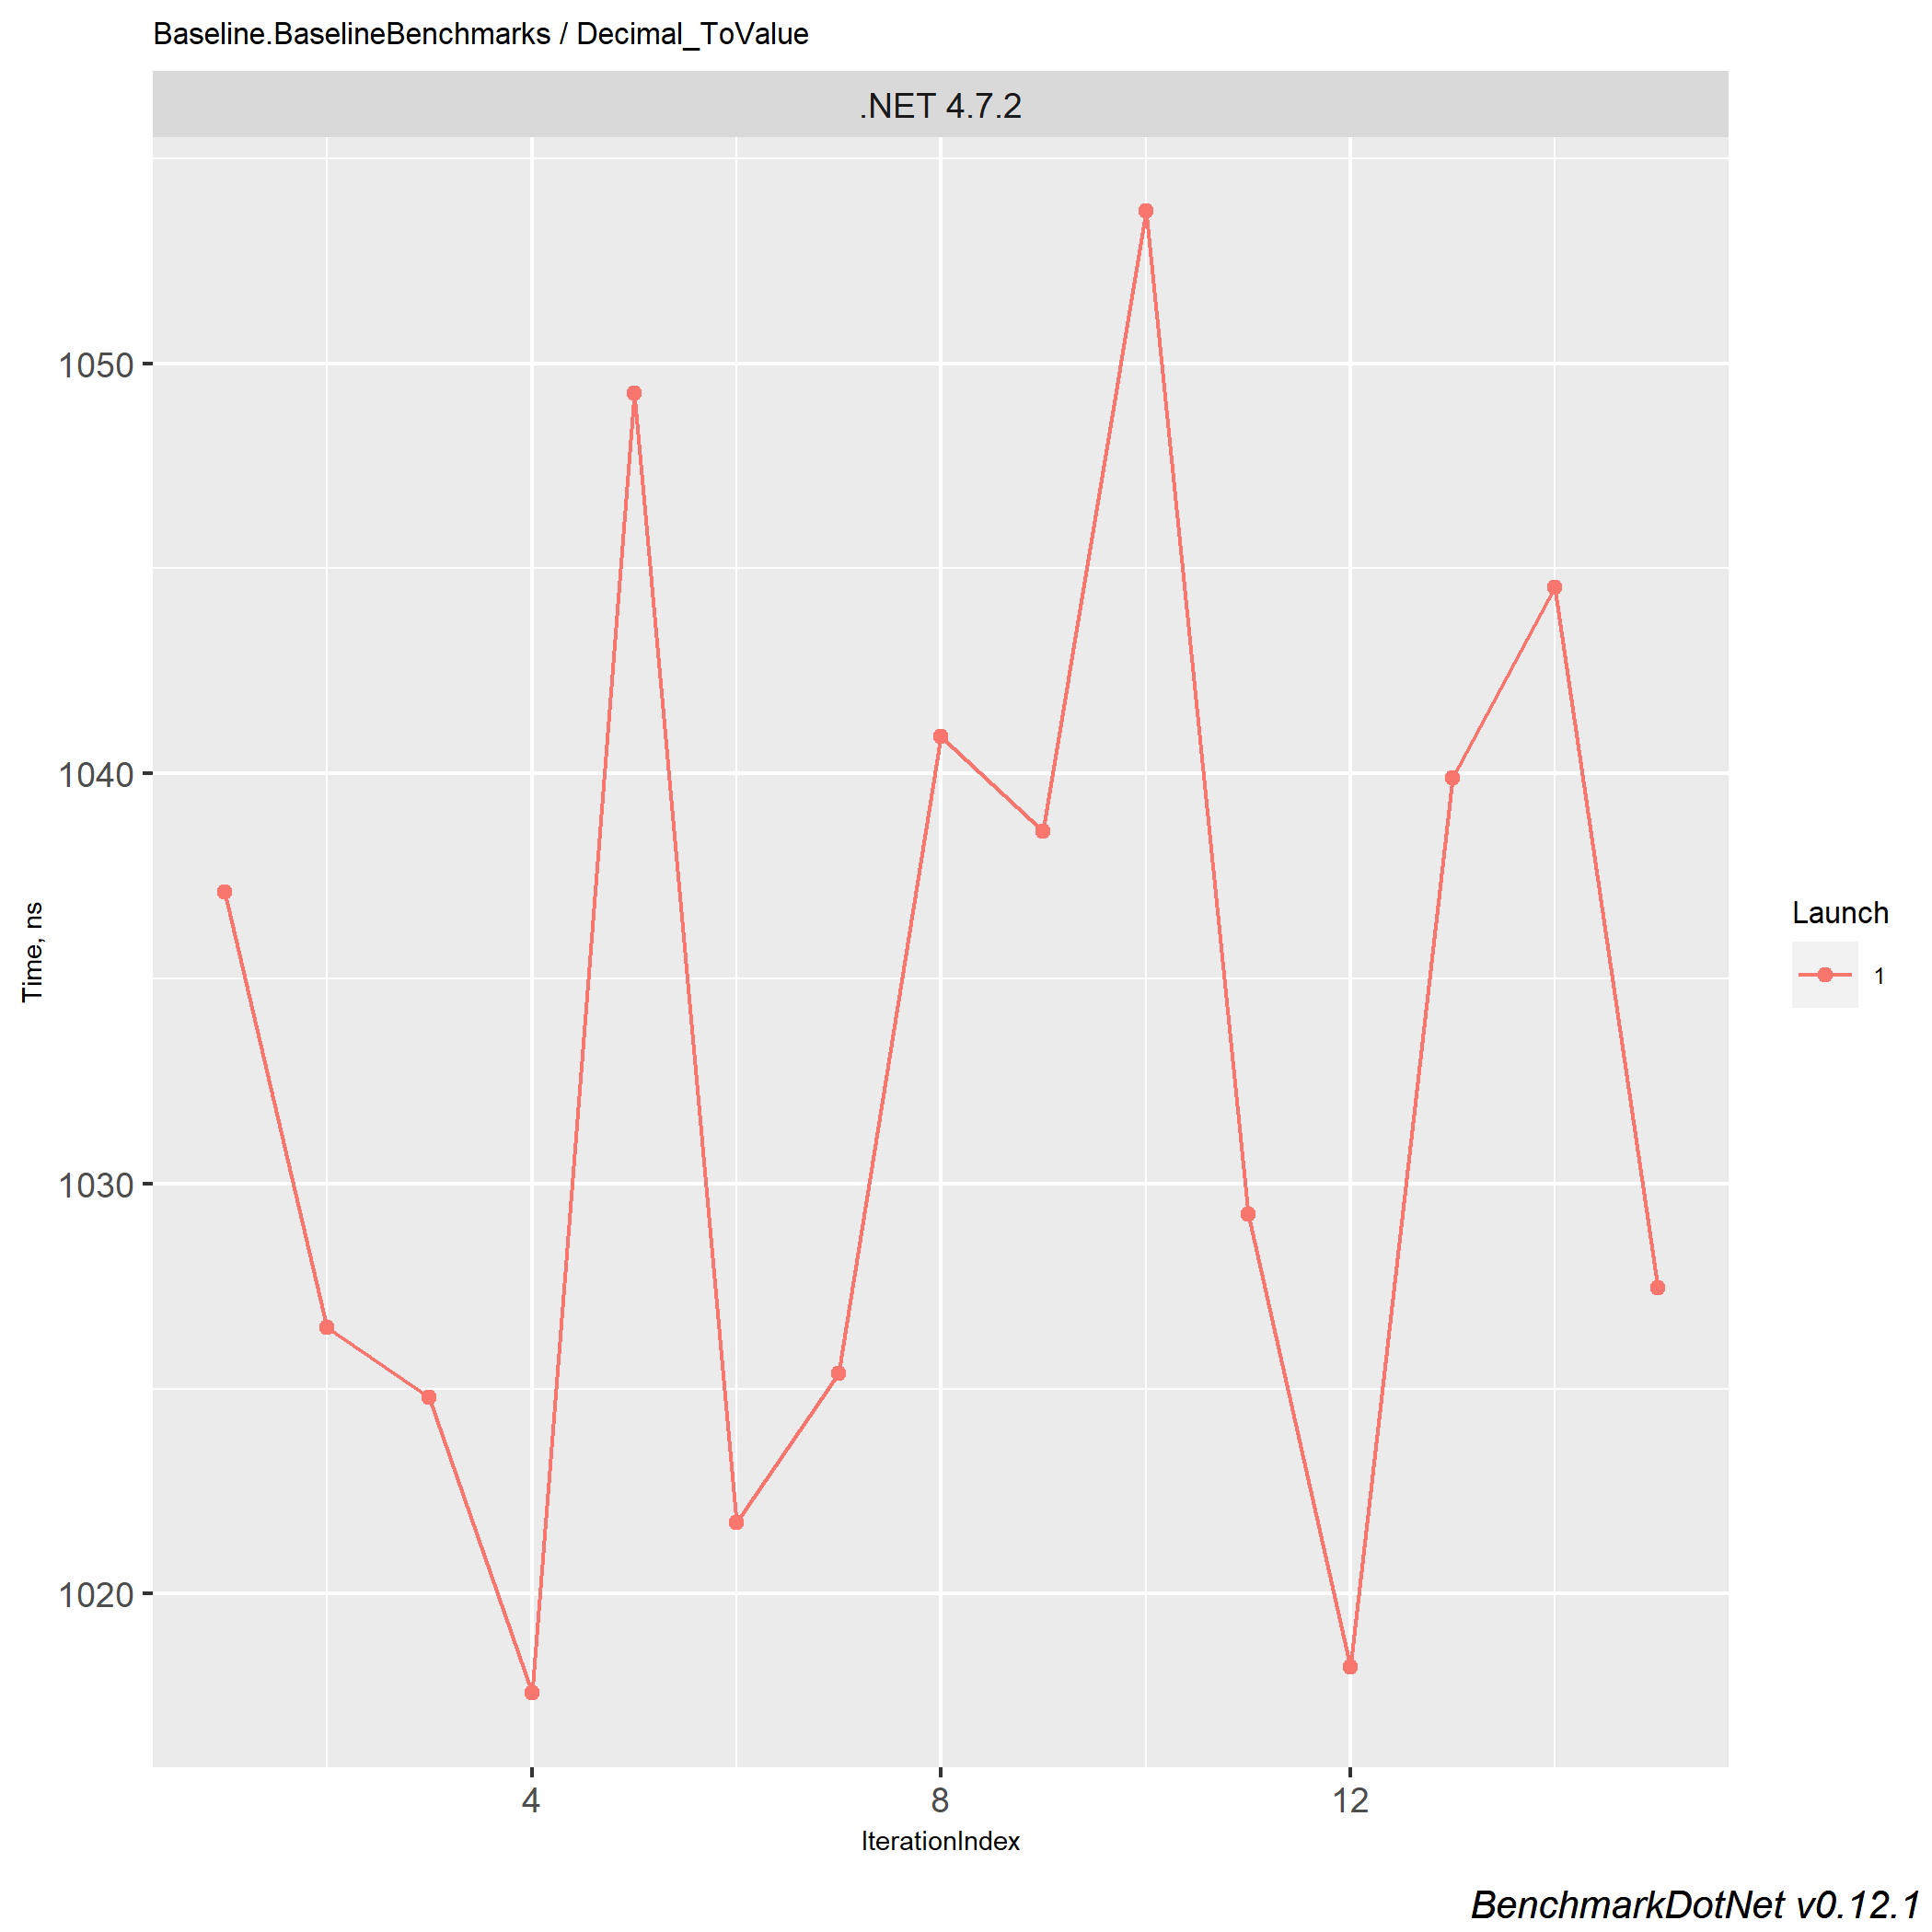 Baseline.BaselineBenchmarks / Decimal_ToValue
.NET 4.7.2
1050
1040
1030
1020
Time, ns
4
8
12
IterationIndex
Launch
1
BenchmarkDotNet v0.12.1